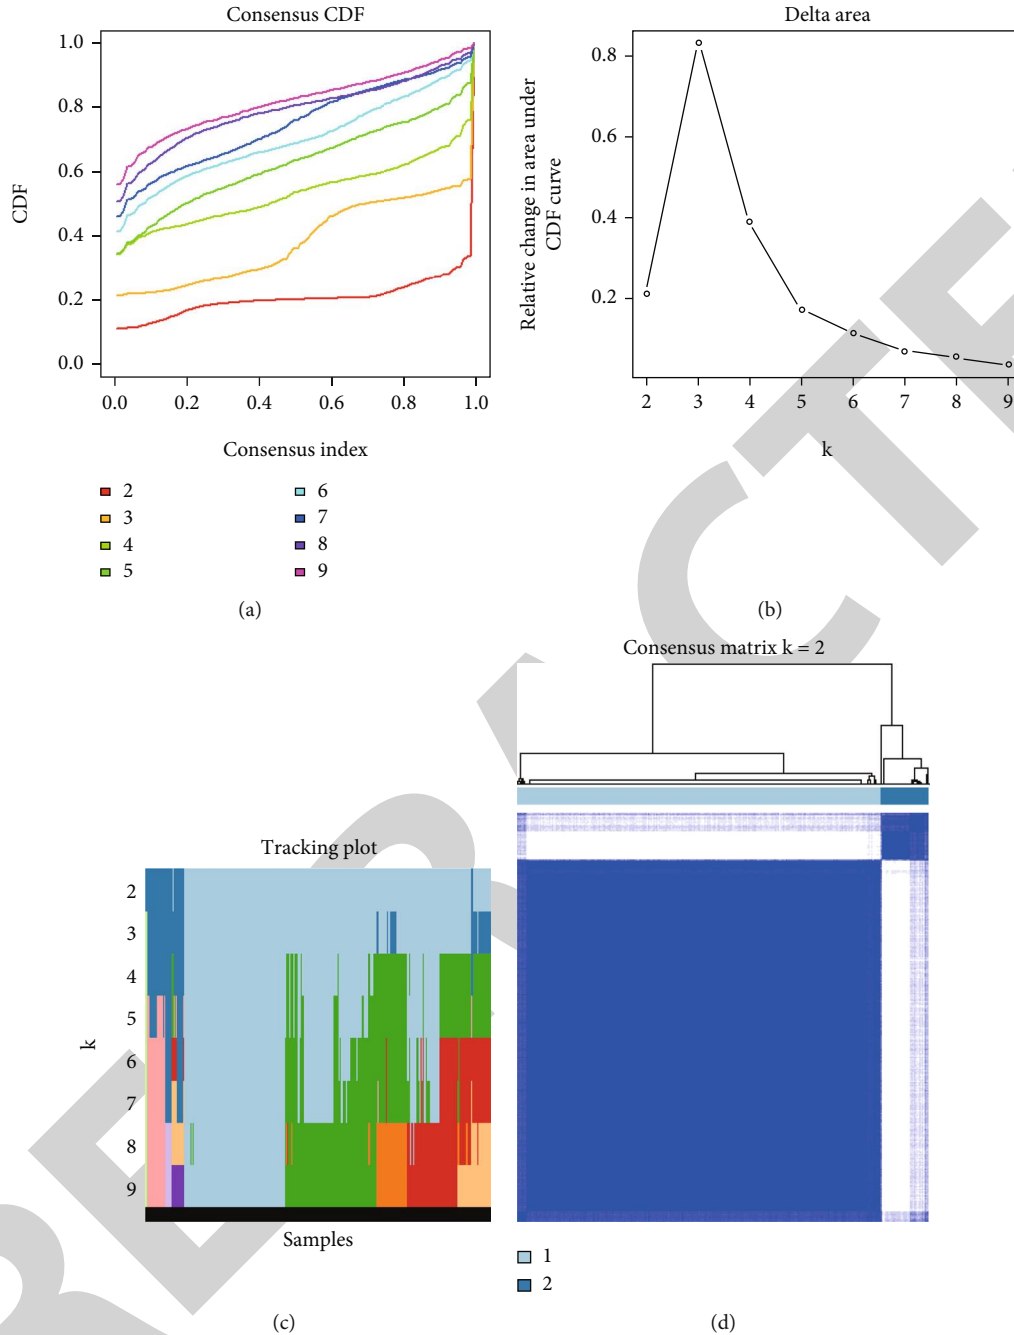 Consensus CDF
CDF
1.0
0.8
0.6
0.4
0.2
0.0
0.0 0.2 0.4 0.6 0.8 1.0
Consensus index
2 6
3 7
4 8
5 9
(a)
Delta area
Relative change in area under
CDF curve
0.8
0.6
0.4
0.2
2 3 4 5 6 7 8 9
k
(b)
Tracking plot
k
2
3
4
5
6
7
8
9
Samples
(c)
Consensus matrix k = 2
1
2
(d)